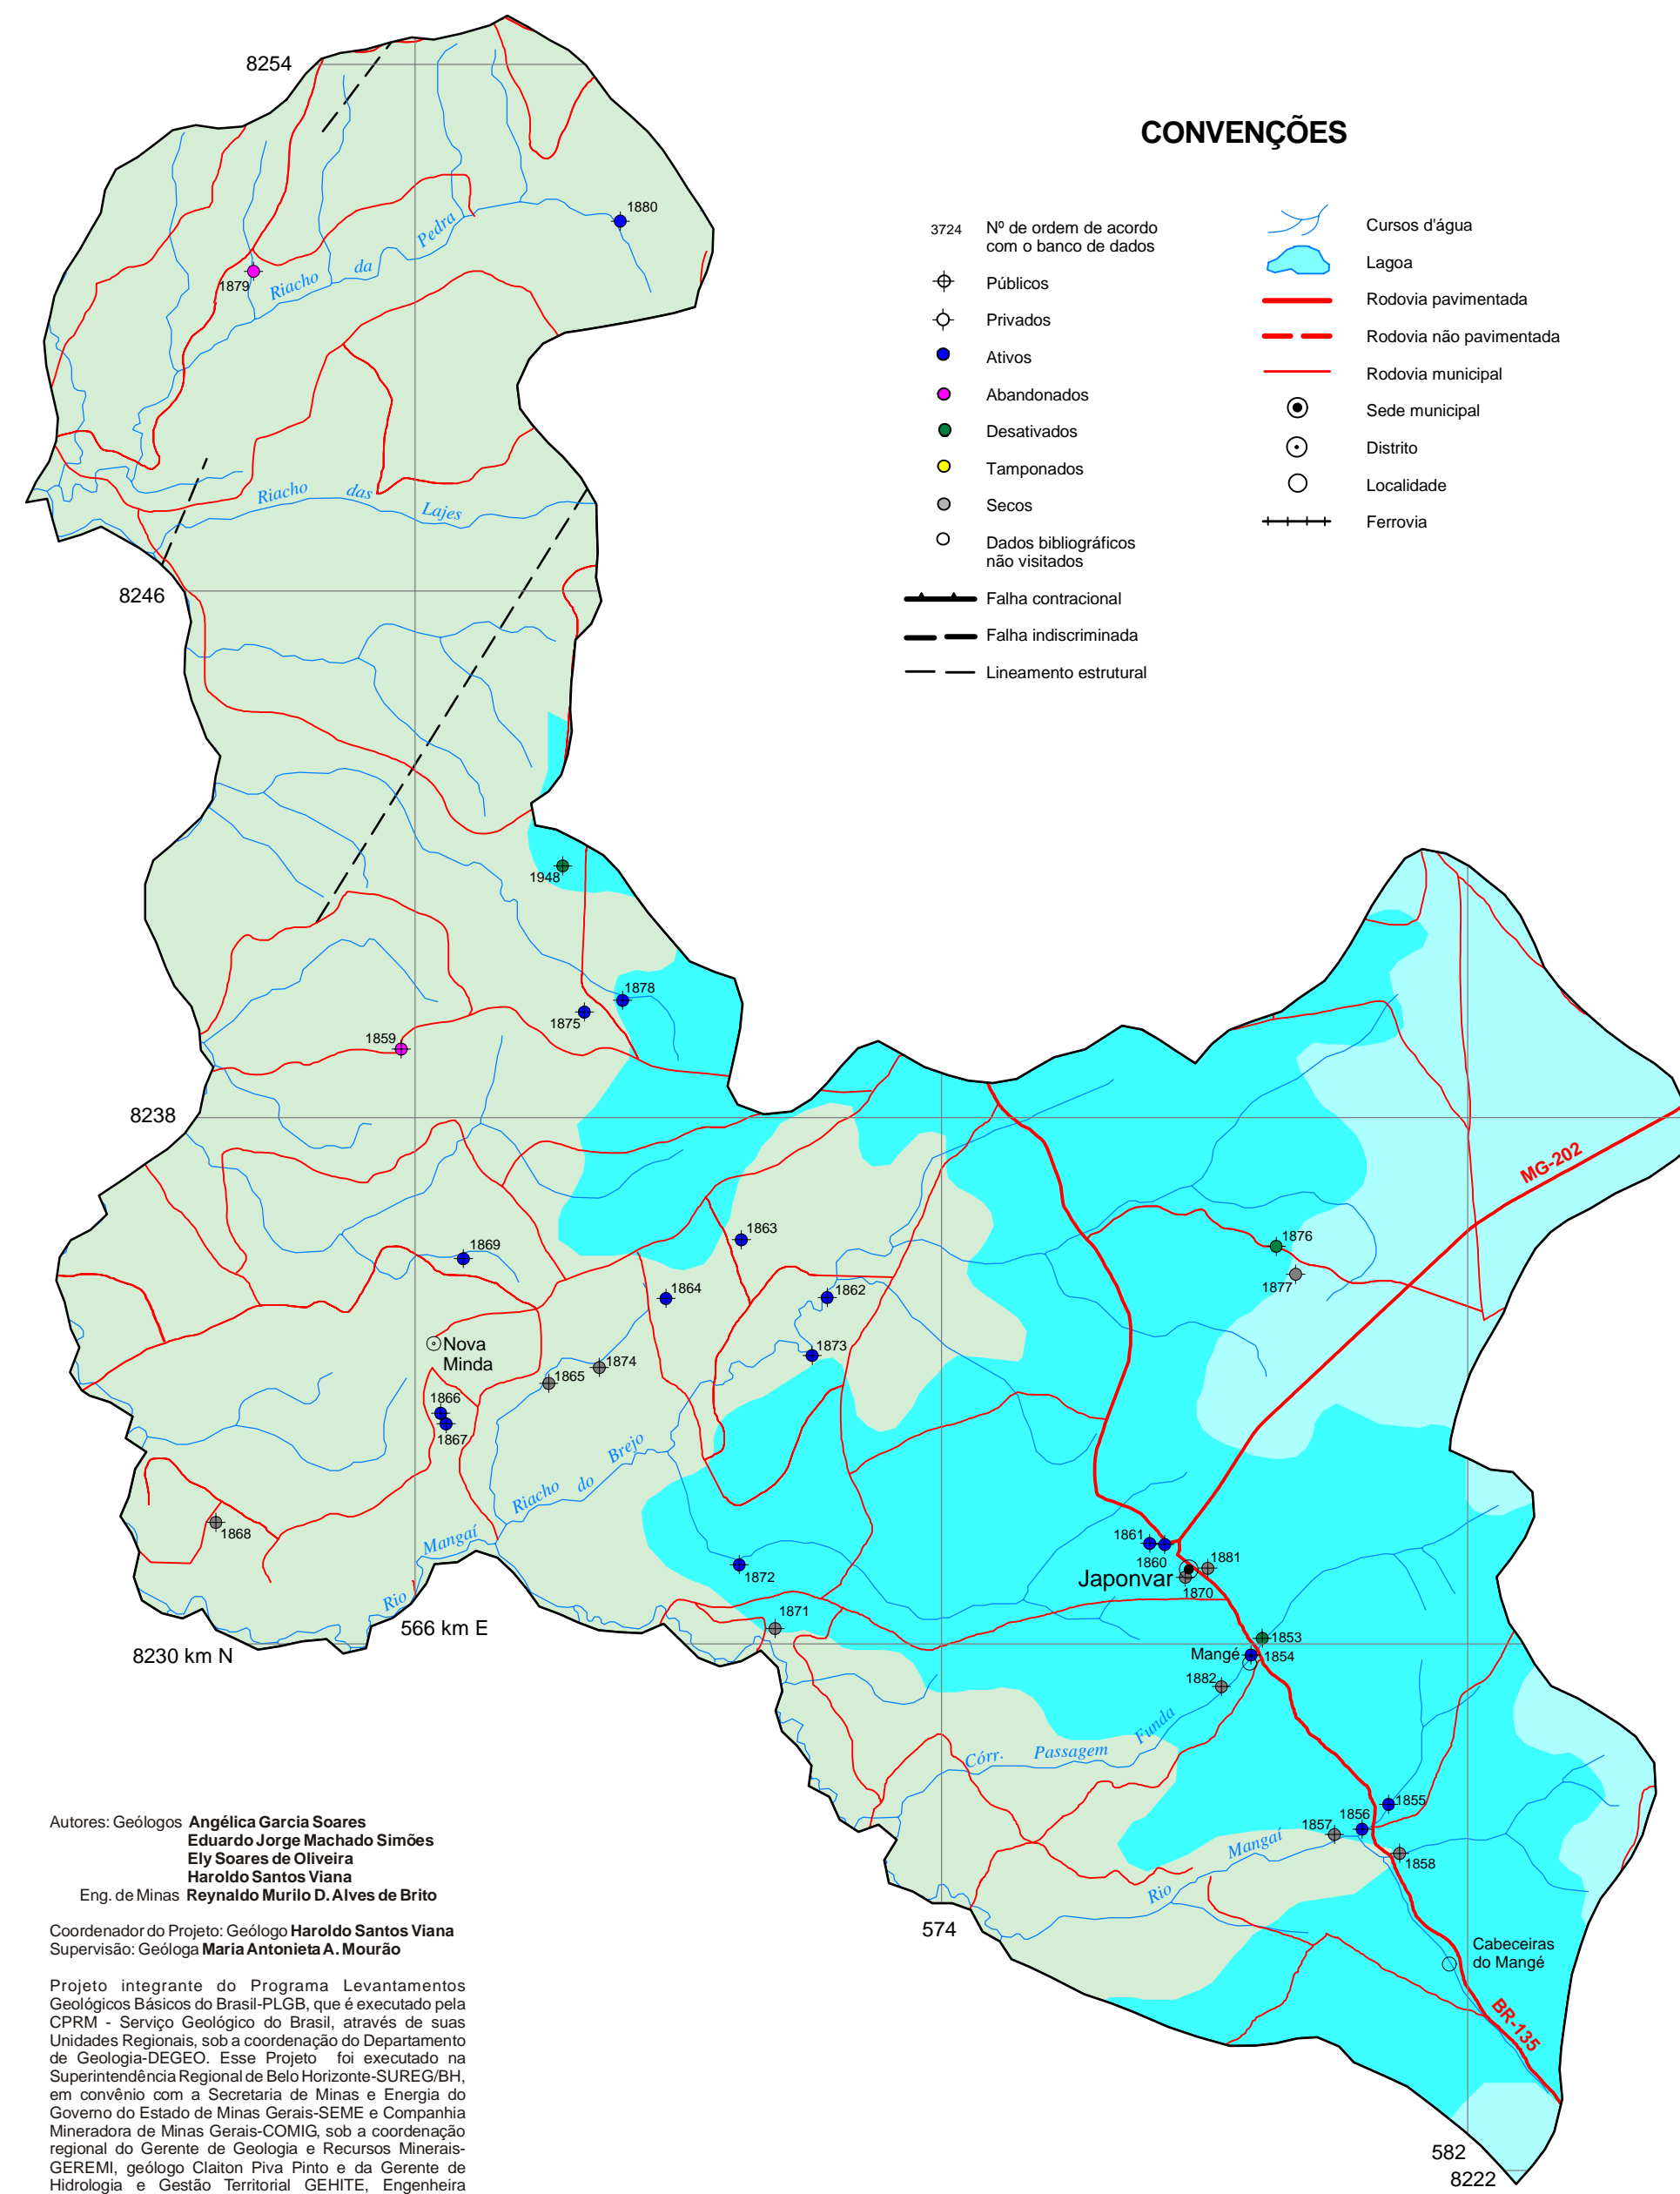 8254
CONVENÇÕES
3724 Nº de ordem de acordo
com o banco de dados
Públicos
Privados
Ativos
Abandonados
Desativados
Tamponados
Secos
Dados bibliográficos
não visitados
Falha contracional
Falha indiscriminada
Lineamento estrutural
Cursos d'água
Lagoa
Rodovia pavimentada
Rodovia não pavimentada
Rodovia municipal
Sede municipal
Distrito
Localidade
Ferrovia
1880
1879
Riacho da Pedra
Riacho das Lajes
8246
1948
1878
1875
1859
8238
MG-202
1863
1869
1864
1862
1876
1877
Nova
Minda
1873
1874
1865
1866
1867
Riacho do Brejo
1868
Rio Mangaí
1861
1860
1881
1872
Japonvar
1870
566 km E
1871
8230 km N
1853
Mangé
1854
1882
Córr. Passagem Funda
1855
1856
1857
Rio Mangaí
1858
574
Cabeceiras
do Mangé
BR-135
582
8222
Autores: Geólogos Angélica Garcia Soares
Eduardo Jorge Machado Simões
Ely Soares de Oliveira
Haroldo Santos Viana
Eng. de Minas Reynaldo Murilo D. Alves de Brito
Coordenador do Projeto: Geólogo Haroldo Santos Viana
Supervisão: Geóloga Maria Antonieta A. Mourão
Projeto integrante do Programa Levantamentos
Geológicos Básicos do Brasil-PLGB, que é executado pela
CPRM - Serviço Geológico do Brasil, através de suas
Unidades Regionais, sob a coordenação do Departamento
de Geologia-DEGEO. Esse Projeto foi executado na
Superintendência Regional de Belo Horizonte-SUREG/BH,
em convênio com a Secretaria de Minas e Energia do
Governo do Estado de Minas Gerais-SEME e Companhia
Mineradora de Minas Gerais-COMIG, sob a coordenação
regional do Gerente de Geologia e Recursos Minerais-
GEREMI, geólogo Claiton Piva Pinto e da Gerente de
Hidrologia e Gestão Territorial GEHITE, Engenheira